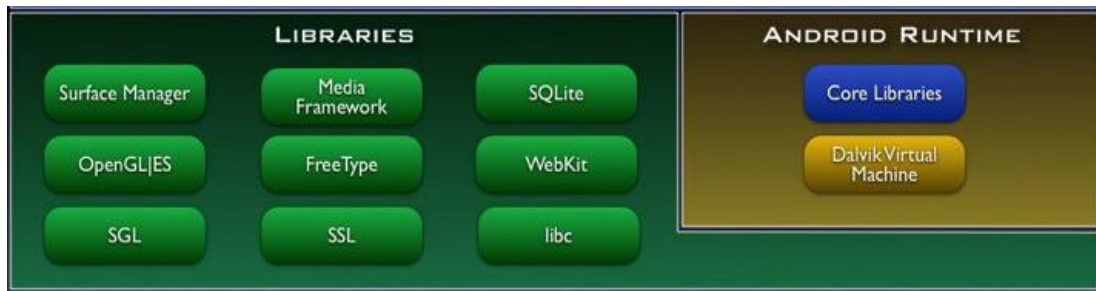 LIBRARIES
Surface Manager
Media
Framework
SQLite
OpenGL|ES
FreeType
WebKit
SGL
SSL
libc
ANDROID RUNTIME
Core Libraries
Dalvik Virtual
Machine